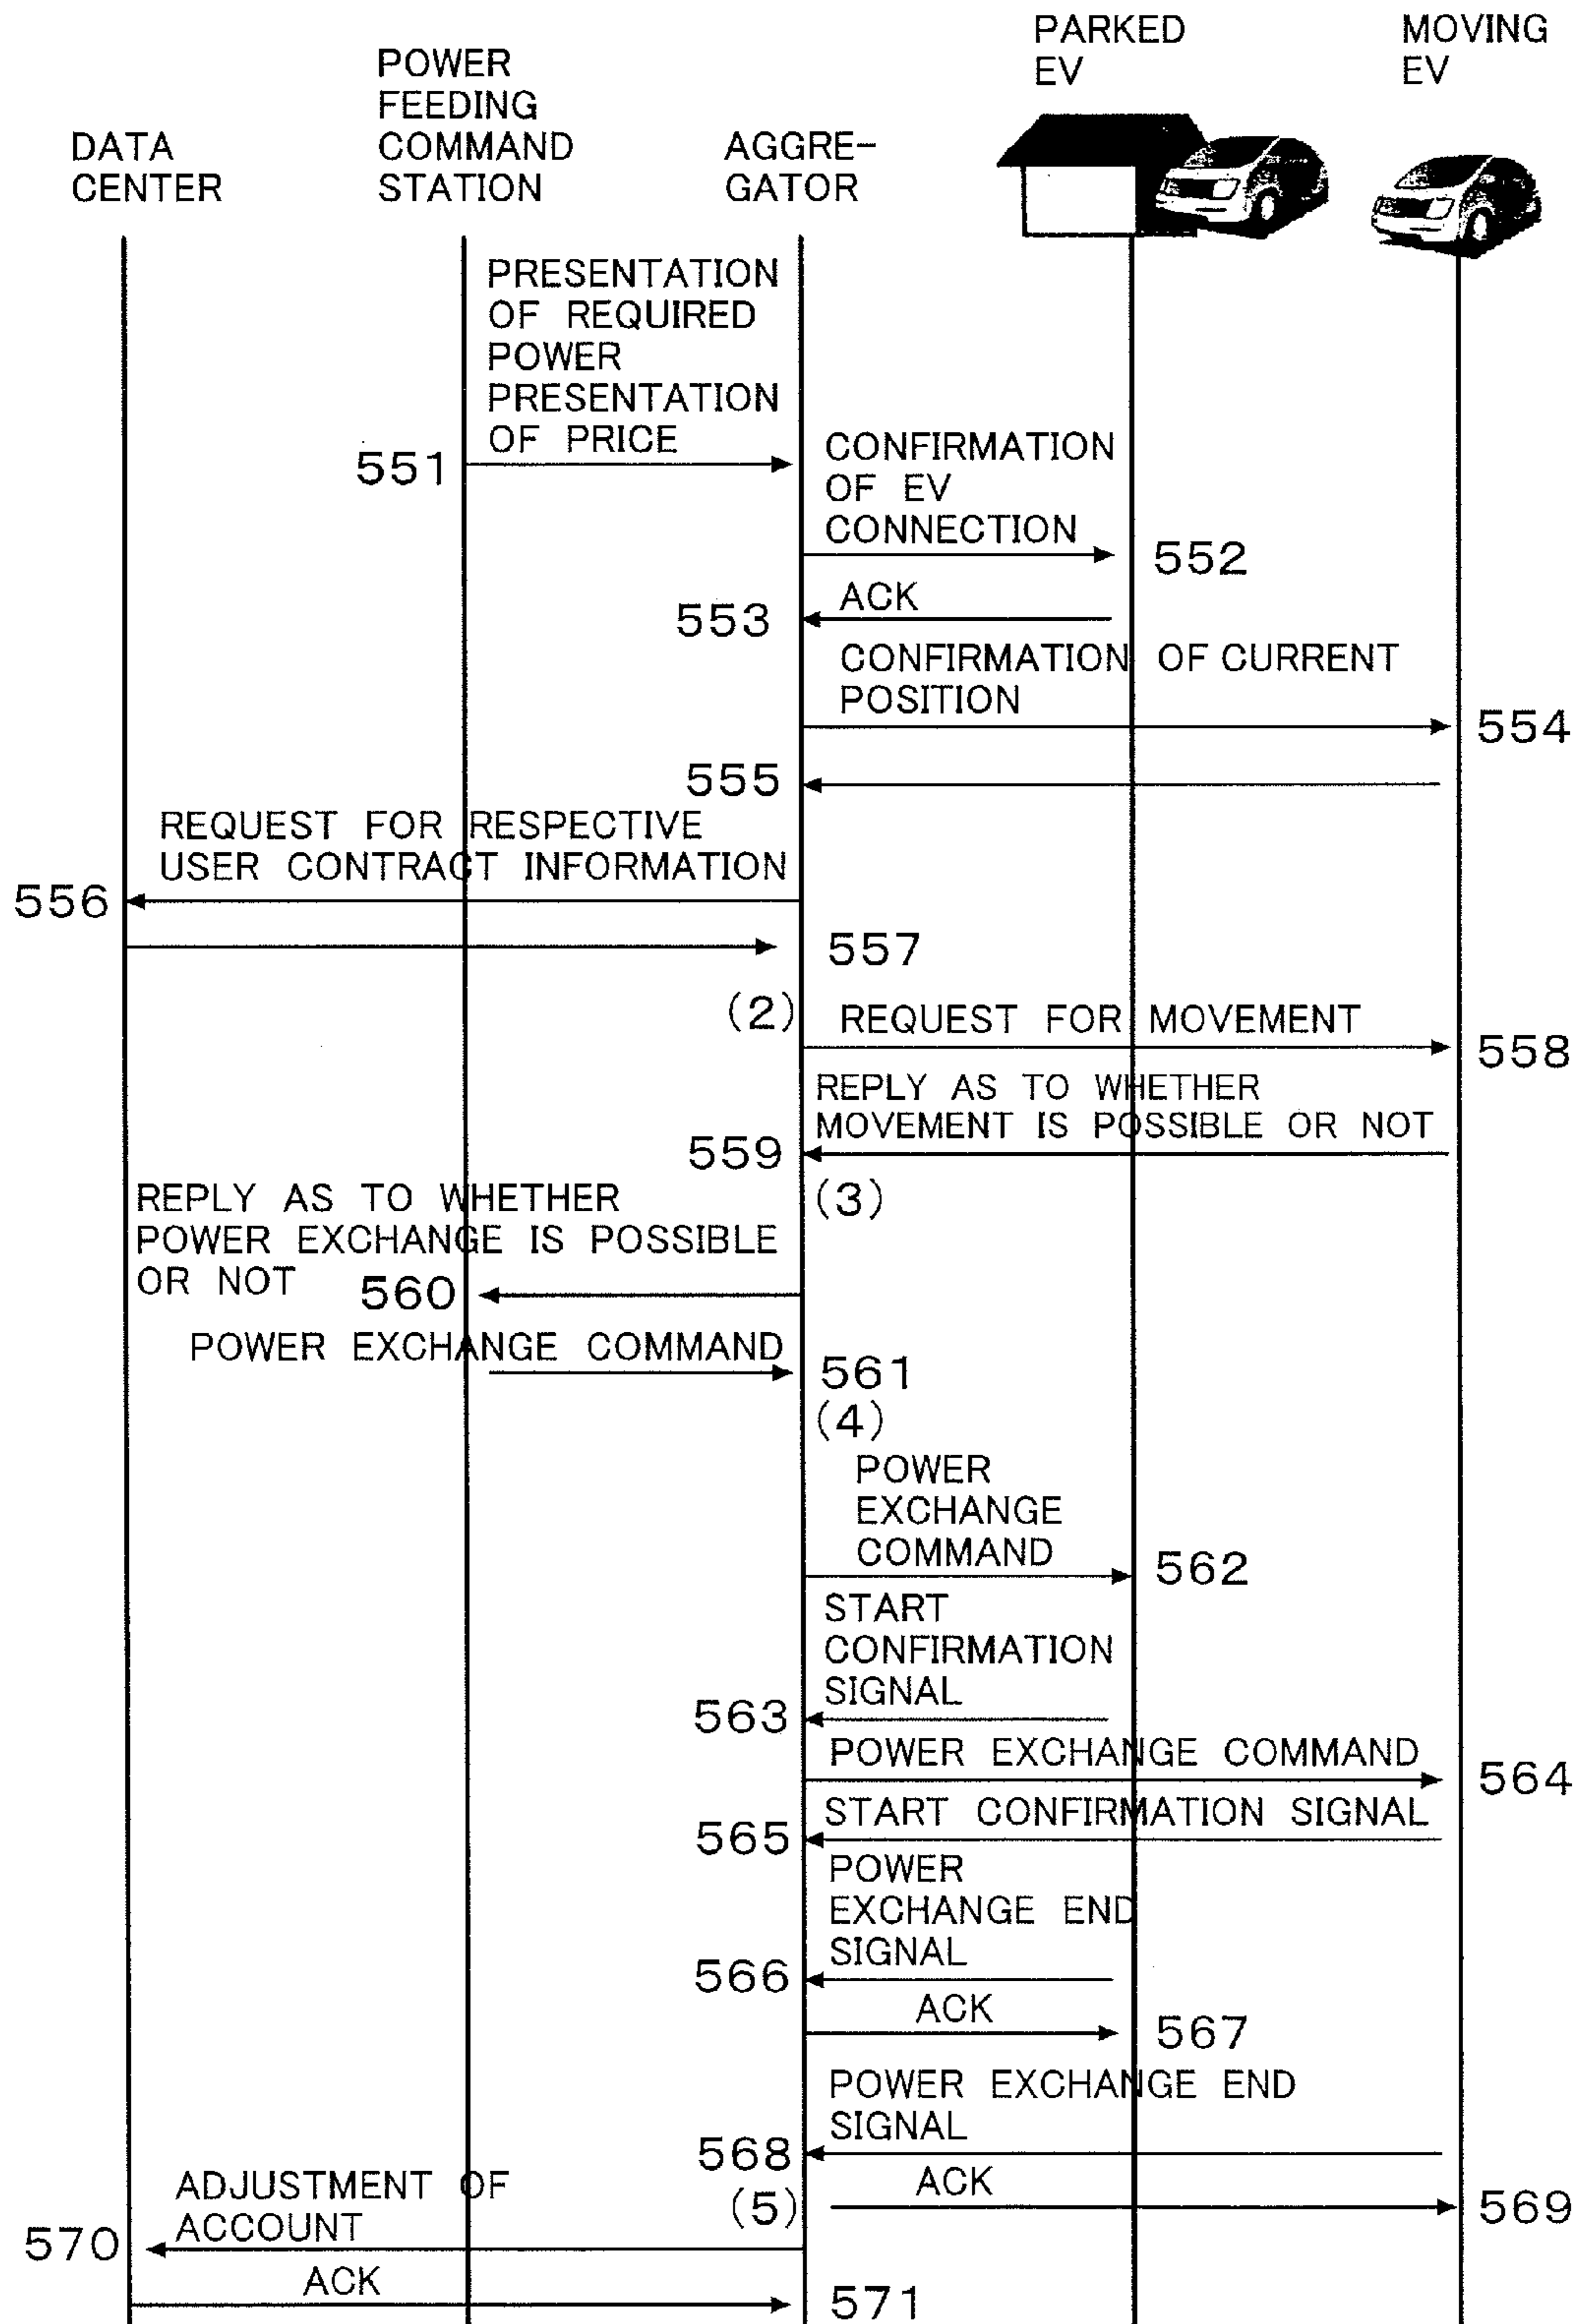 PARKED
EV
MOVING
EV
POWER
FEEDING
COMMAND
STATION
DATA
CENTER
AGGRE-
GATOR
PRESENTATION
OF REQUIRED
POWER
PRESENTATION
OF PRICE
551
CONFIRMATION
OF EV
CONNECTION
552
ACK
553
CONFIRMATION OF CURRENT
POSITION
554
555
REQUEST FOR RESPECTIVE
USER CONTRACT INFORMATION
556
557
(2)
REQUEST FOR MOVEMENT
558
REPLY AS TO WHETHER
MOVEMENT IS POSSIBLE OR NOT
559
(3)
REPLY AS TO WHETHER
POWER EXCHANGE IS POSSIBLE
OR NOT
560
POWER EXCHANGE COMMAND
561
(4)
POWER
EXCHANGE
COMMAND
562
START
CONFIRMATION
SIGNAL
563
POWER EXCHANGE COMMAND
564
START CONFIRMATION SIGNAL
565
POWER
EXCHANGE END
SIGNAL
566
ACK
567
POWER EXCHANGE END
SIGNAL
568
ACK
(5)
569
ADJUSTMENT OF
ACCOUNT
570
ACK
571